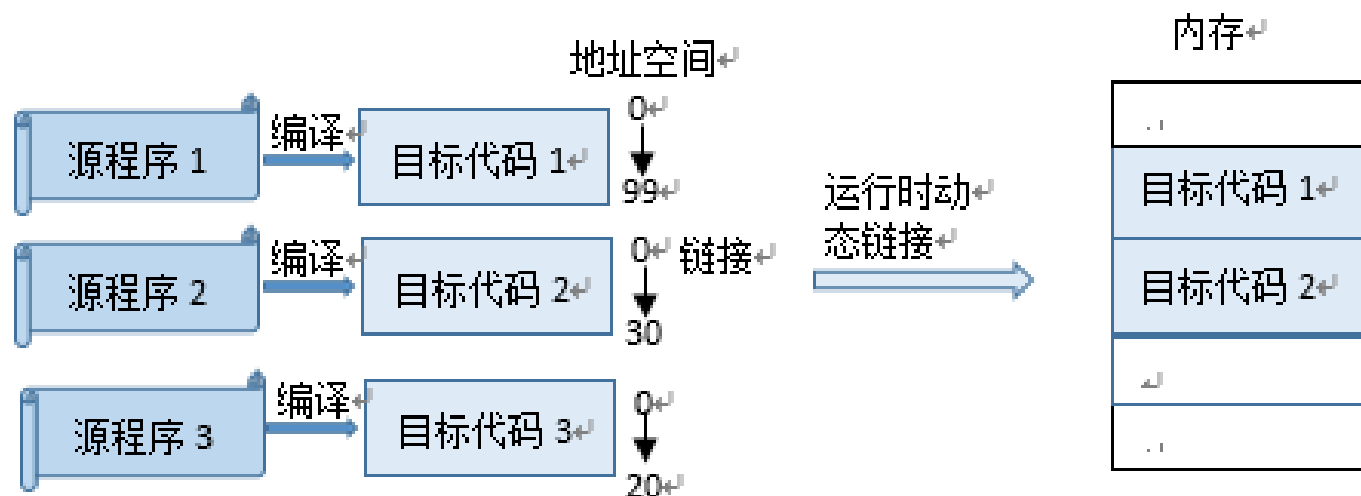 内存
地址空间
源程序 1
编译
目标代码 1
0
99
源程序 2
编译
目标代码 2
0
30
链接
源程序 3
编译
目标代码 3
0
20
运行时动
态链接
目标代码 1
目标代码 2